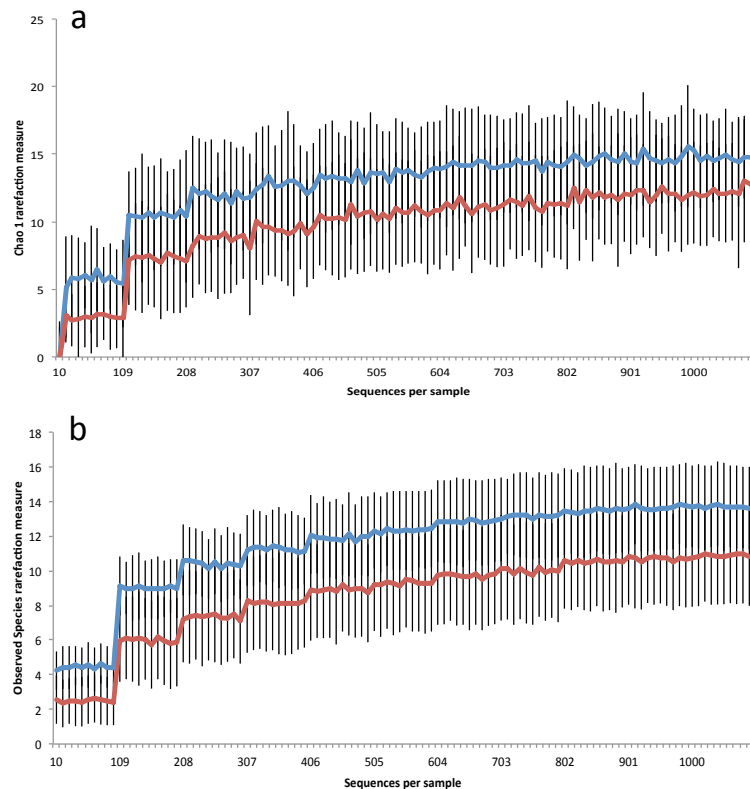 a
25
20
15
10
5
0
Chao 1 rarefaction measure
10 109 208 307 406 505 604 703 802 901 1000
Sequences per sample
b
18
16
14
12
10
8
6
4
2
0
Observed Species rarefaction measure
10 109 208 307 406 505 604 703 802 901 1000
Sequences per sample